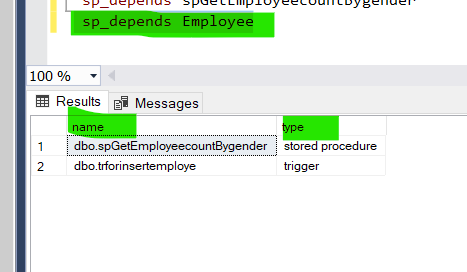 sp_depends spGetEmployeecountBygender
sp_depends Employee
100 %
Results Messages
name type
1 dbo.spGetEmployeecountBygender stored procedure
2 dbo.trforinsertemploye trigger